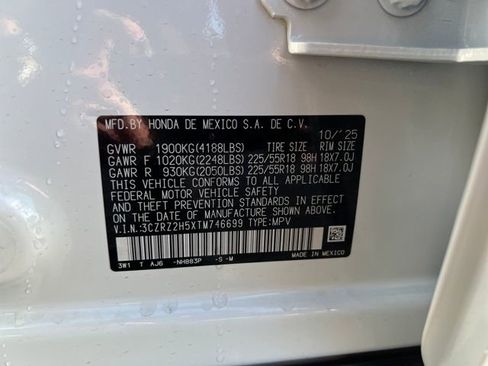 MFD.BY HONDA DE MEXICO S.A. DE C.V.
10/'25
GVWR 1900KG(4188LBS) TIRE SIZE RIM SIZE
GAWR F 1020KG(2248LBS) 225/55R18 98H 18X7.0J
GAWR R 930KG(2050LBS) 225/55R18 98H 18X7.0J
THIS VEHICLE CONFORMS TO ALL APPLICABLE
FEDERAL MOTOR VEHICLE SAFETY
AND THEFT PREVENTION STANDARDS IN EFFECT
ON THE DATE OF MANUFACTURE SHOWN ABOVE.
V.I.N.:3CZRZ2H5XTM746699 TYPE:MPV
3W1 T AJG -NH883P -S -M
MADE IN MEXICO